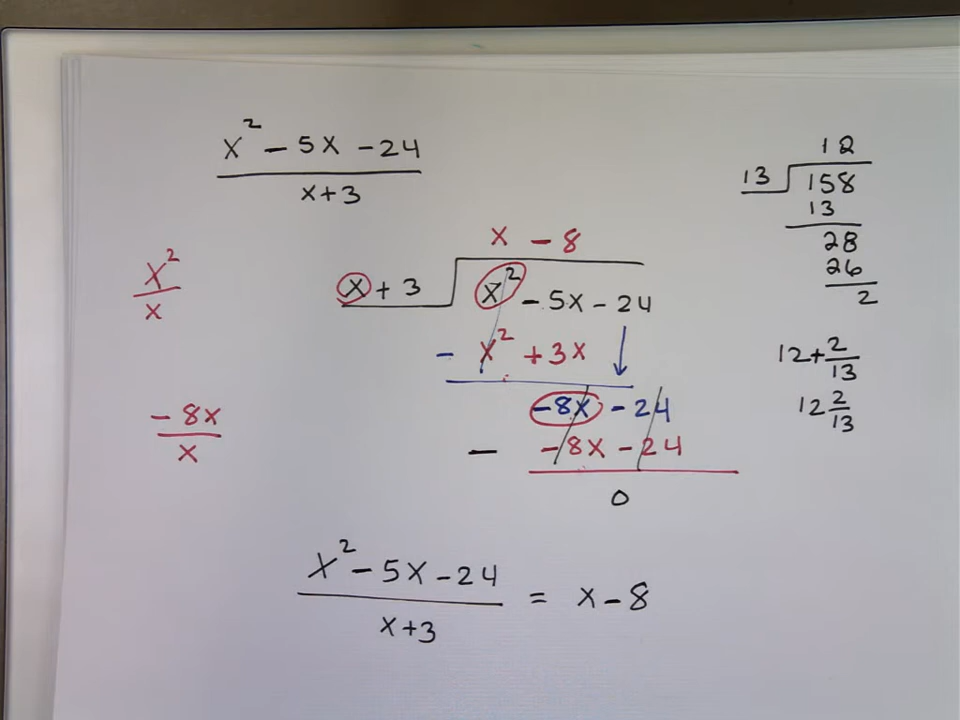 x² - 5x - 24
x+3
x²
x
-8x
x
x - 8
x + 3
x² - 5x - 24
- x² + 3x
-8x - 24
- -8x - 24
0
x² - 5x - 24
x+3
= x - 8
12
13
158
13
28
26
2
12 + 2/13
12 2/13